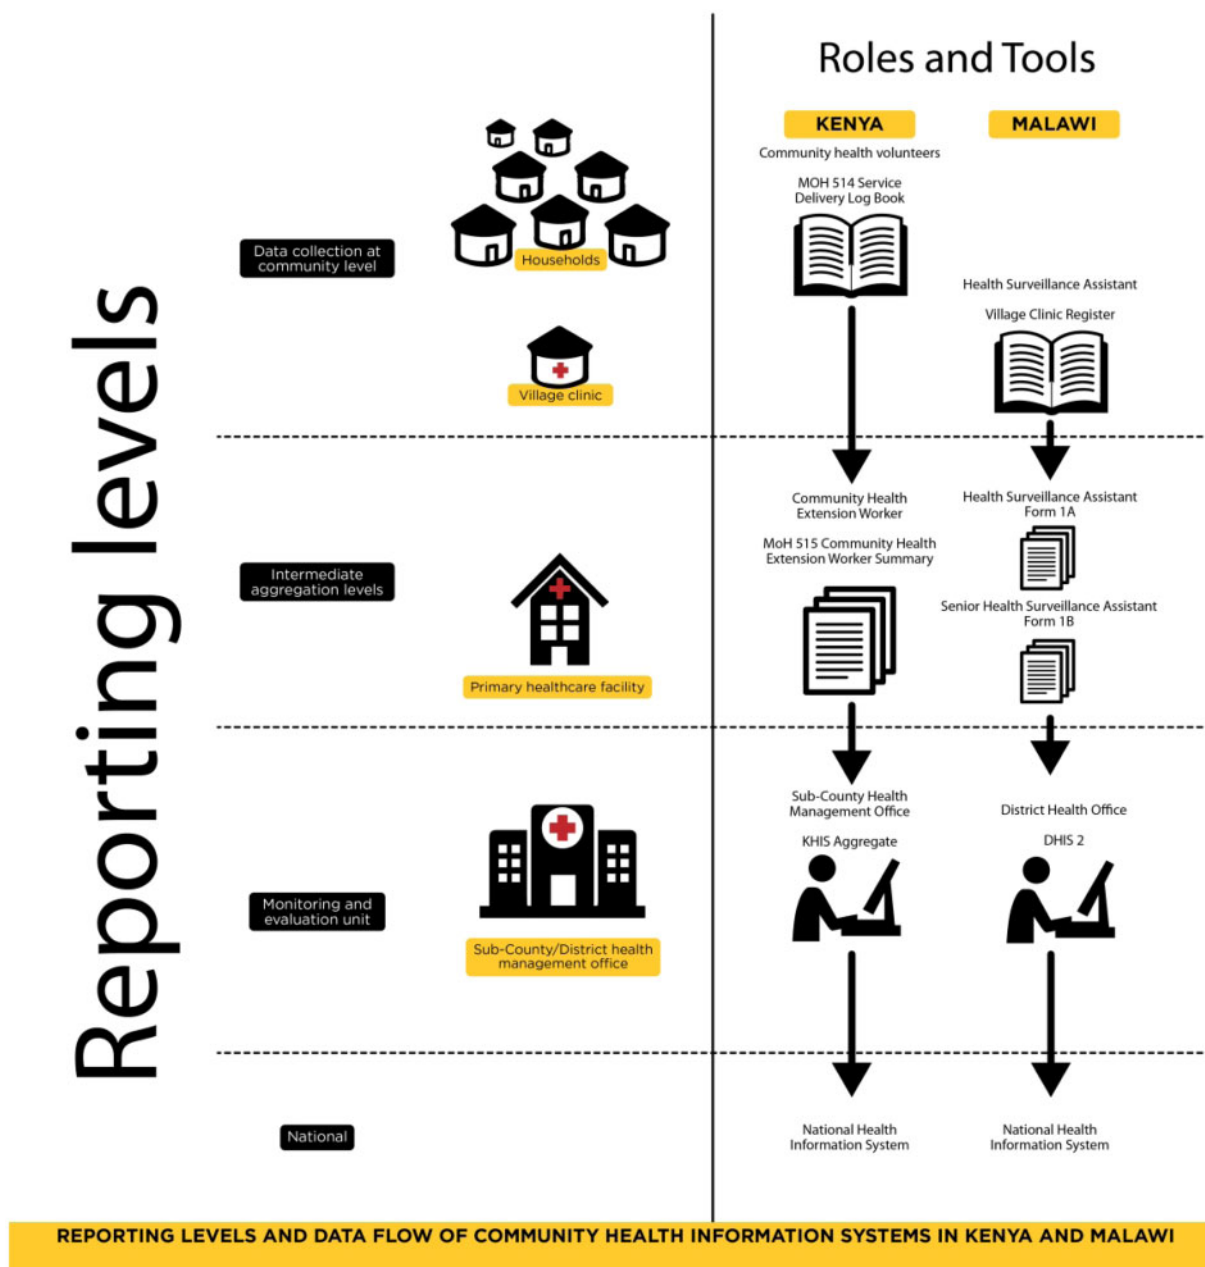 Reporting levels
Roles and Tools
KENYA
MALAWI
Data collection at
community level
Households
Village clinic
Community health volunteers
MOH 514 Service
Delivery Log Book
Health Surveillance Assistant
Village Clinic Register
Intermediate
aggregation levels
Primary healthcare facility
Community Health
Extension Worker
MoH 515 Community Health
Extension Worker Summary
Health Surveillance Assistant
Form 1A
Senior Health Surveillance Assistant
Form 1B
Monitoring and
evaluation unit
Sub-County/District health
management office
Sub-County Health
Management Office
KHIS Aggregate
District Health Office
DHIS 2
National
National Health
Information System
National Health
Information System
REPORTING LEVELS AND DATA FLOW OF COMMUNITY HEALTH INFORMATION SYSTEMS IN KENYA AND MALAWI